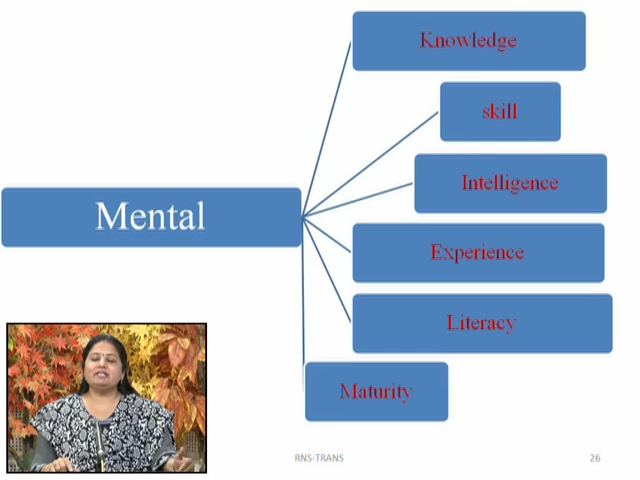 Knowledge
skill
Intelligence
Mental
Experience
Literacy
Maturity
RNS-TRANS
26